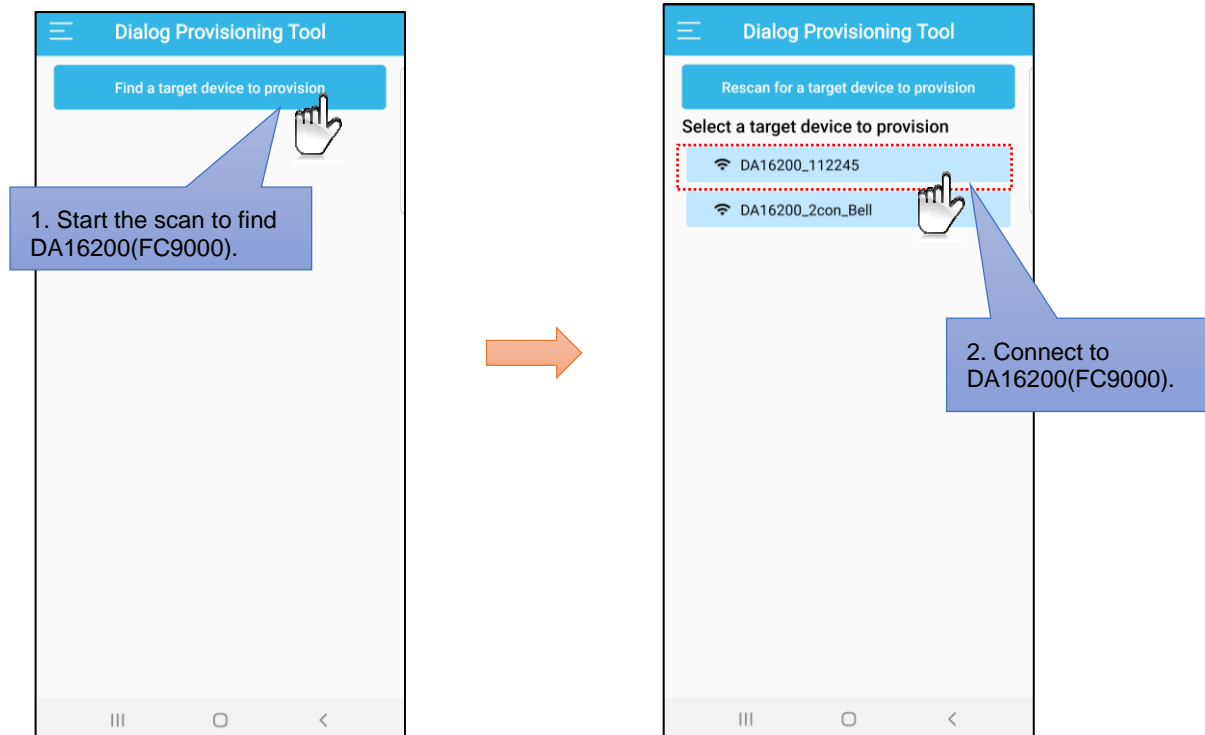 Dialog Provisioning Tool
Find a target device to provision
1. Start the scan to find
DA16200(FC9000).
Dialog Provisioning Tool
Rescan for a target device to provision
Select a target device to provision
DA16200_112245
DA16200_2con_Bell
2. Connect to
DA16200(FC9000).